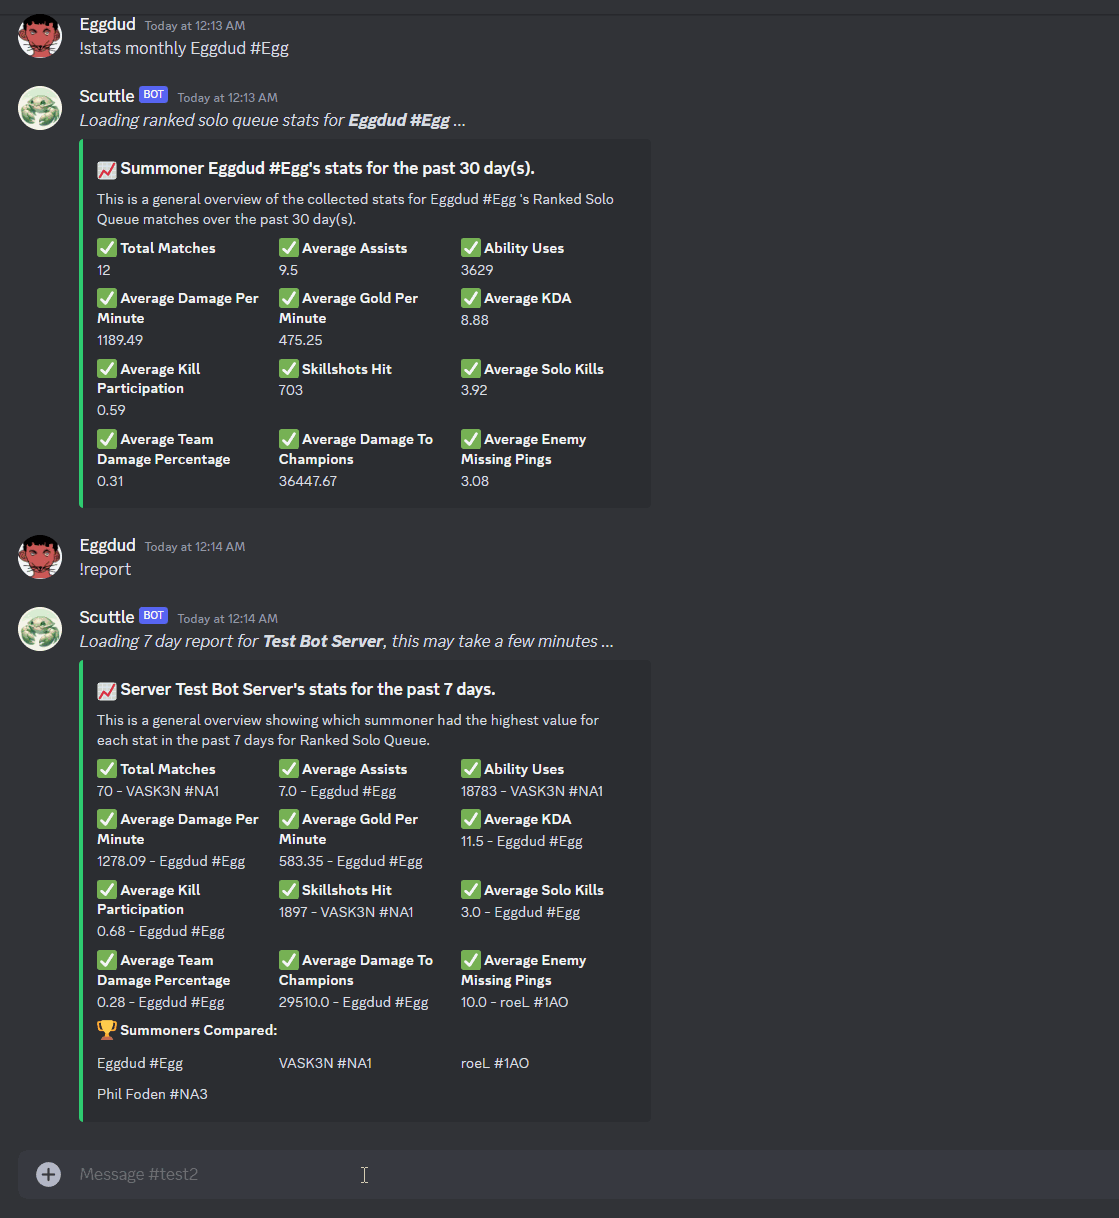 Eggdud Today at 12:13 AM
!stats monthly Eggdud #Egg
Scuttle BOT Today at 12:13 AM
Loading ranked solo queue stats for Eggdud #Egg ...
Summoner Eggdud #Egg's stats for the past 30 day(s).
This is a general overview of the collected stats for Eggdud #Egg 's Ranked Solo
Queue matches over the past 30 day(s).
Total Matches
12
Average Assists
9.5
Ability Uses
3629
Average Damage Per
Minute
1189.49
Average Gold Per
Minute
475.25
Average KDA
8.88
Average Kill
Participation
0.59
Skillshots Hit
703
Average Solo Kills
3.92
Average Team
Damage Percentage
0.31
Average Damage To
Champions
36447.67
Average Enemy
Missing Pings
3.08
Eggdud Today at 12:14 AM
!report
Scuttle BOT Today at 12:14 AM
Loading 7 day report for Test Bot Server, this may take a few minutes ...
Server Test Bot Server's stats for the past 7 days.
This is a general overview showing which summoner had the highest value for
each stat in the past 7 days for Ranked Solo Queue.
Total Matches
70 - VASK3N #NA1
Average Assists
7.0 - Eggdud #Egg
Ability Uses
18783 - VASK3N #NA1
Average Damage Per
Minute
1278.09 - Eggdud #Egg
Average Gold Per
Minute
583.35 - Eggdud #Egg
Average KDA
11.5 - Eggdud #Egg
Average Kill
Participation
0.68 - Eggdud #Egg
Skillshots Hit
1897 - VASK3N #NA1
Average Solo Kills
3.0 - Eggdud #Egg
Average Team
Damage Percentage
0.28 - Eggdud #Egg
Average Damage To
Champions
29510.0 - Eggdud #Egg
Average Enemy
Missing Pings
10.0 - roeL #1AO
Summoners Compared:
Eggdud #Egg
VASK3N #NA1
roeL #1AO
Phil Foden #NA3
Message #test2